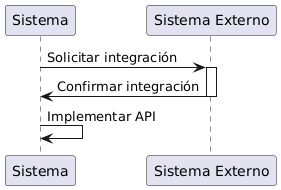 Sistema
Sistema Externo
Solicitar integración
Confirmar integración
Implementar API
Sistema
Sistema Externo